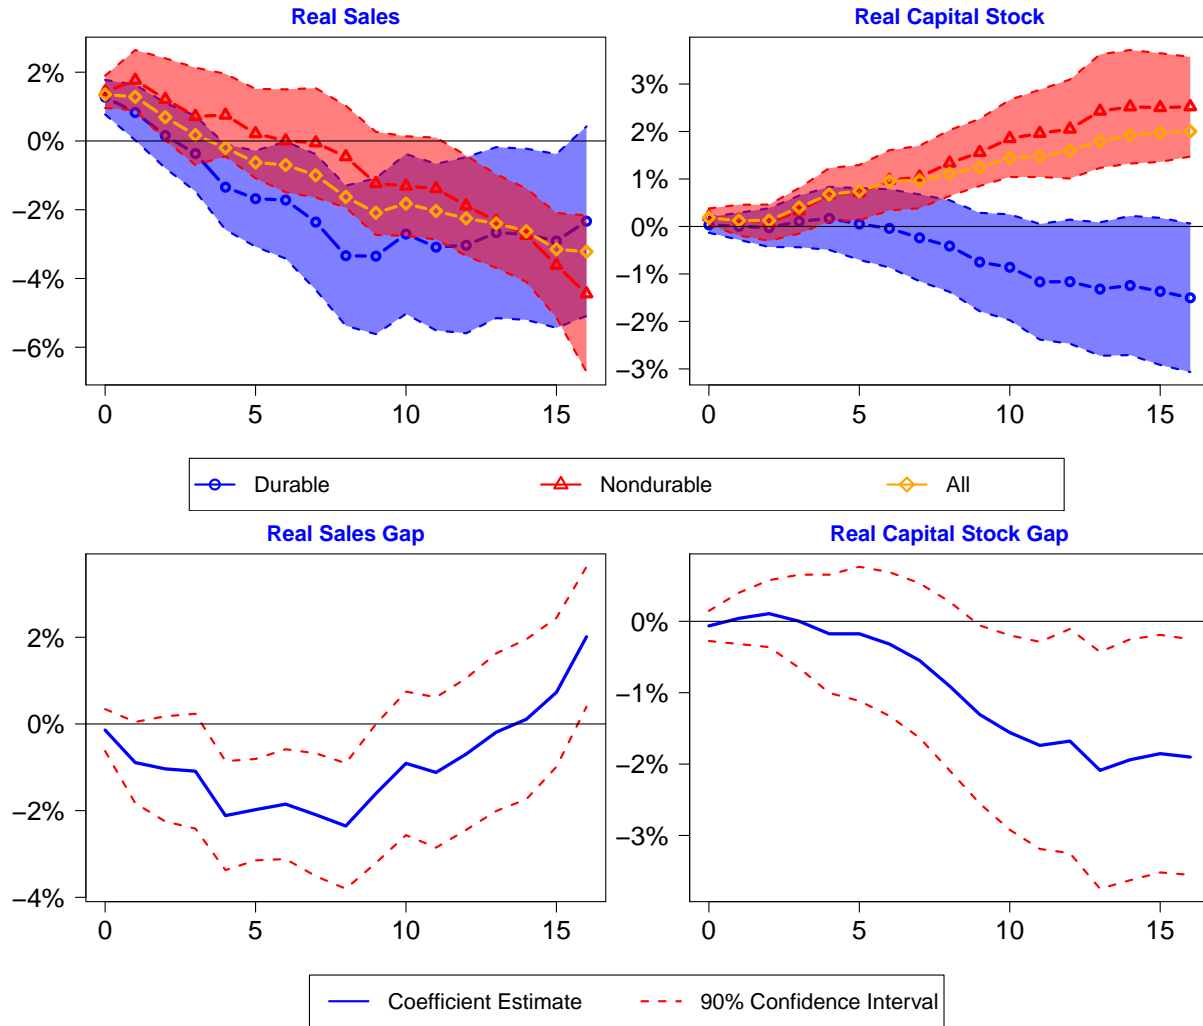 Real Sales
Real Capital Stock
2%
0%
−2%
−4%
−6%
0 5 10 15
3%
2%
1%
0%
−1%
−2%
−3%
0 5 10 15
Durable Nondurable All
Real Sales Gap
Real Capital Stock Gap
2%
0%
−2%
−4%
0 5 10 15
0%
−1%
−2%
−3%
0 5 10 15
Coefficient Estimate 90% Confidence Interval